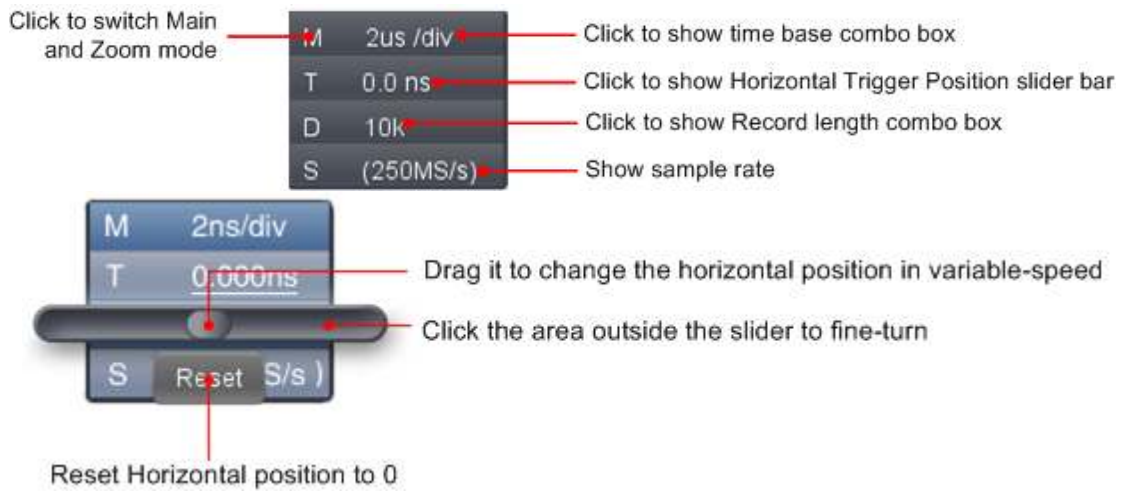 Click to switch Main
and Zoom mode
M 2us /div
Click to show time base combo box
T 0.0 ns
Click to show Horizontal Trigger Position slider bar
D 10k
Click to show Record length combo box
S (250MS/s)
Show sample rate
M 2ns/div
T 0.000ns
Drag it to change the horizontal position in variable-speed
Click the area outside the slider to fine-turn
S Reset S/s )
Reset Horizontal position to 0